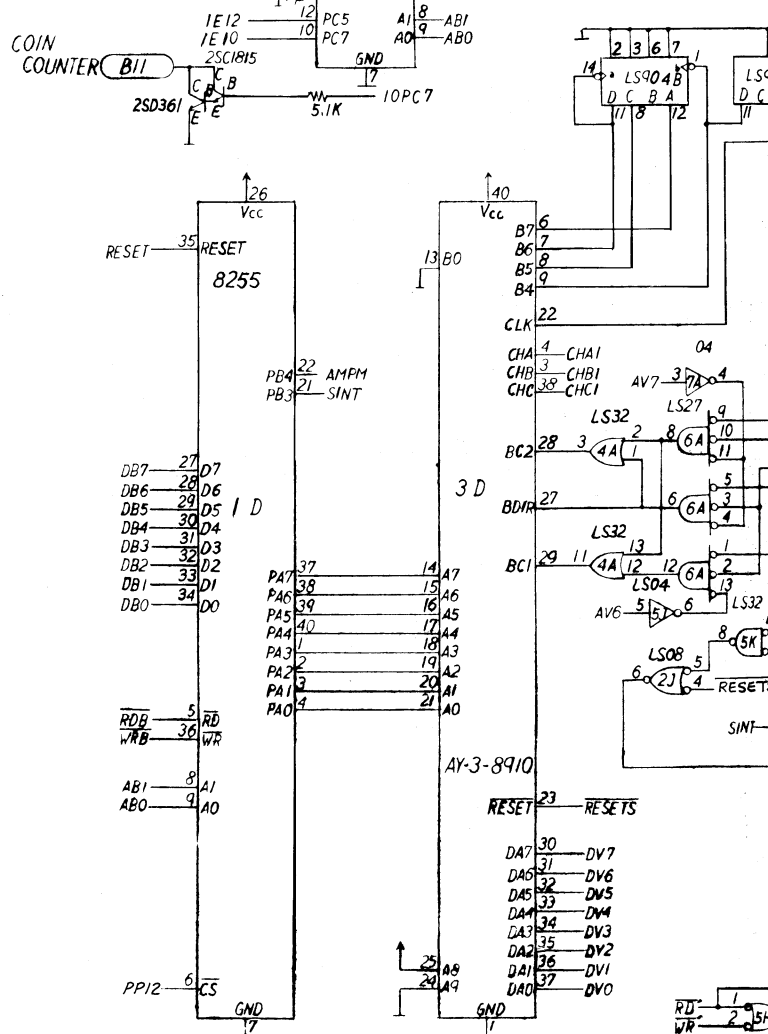 IE12 12 PC5
IE10 10 PC7
A1 8 AB1
A0 9 AB0
GND
7
COIN
COUNTER B11
2SC1815
C
B
E
C
B
E
2SD361
5.1K
10PC7
2 3 6 7
14 LS90 4B 1
D C B A
11 8 12
LS9
D C
11
26
Vcc
RESET 35 RESET
8255
PB4 22 AMPM
PB3 21 SINT
DB7 27 D7
DB6 28 D6
DB5 29 D5
DB4 30 D4
DB3 31 D3
DB2 32 D2
DB1 33 D1
DB0 34 D0
1D
PA7 37 14 A7
PA6 38 15 A6
PA5 39 16 A5
PA4 40 17 A4
PA3 1 18 A3
PA2 2 19 A2
PA1 3 20 A1
PA0 4 21 A0
RDB 5 RD
WRB 36 WR
AB1 8 A1
AB0 9 A0
PP12 6 CS
GND
7
40
Vcc
13 B0
B7 6
B6 7
B5 8
B4 9
CLK 22
CHA 4 CHA1
CHB 3 CHB1
CHC 38 CHC1
BC2 28
BDIR 27
BC1 29
3D
AY-3-8910
RESET 23 RESETS
DA7 30 DV7
DA6 31 DV6
DA5 32 DV5
DA4 33 DV4
DA3 34 DV3
DA2 35 DV2
DA1 36 DV1
DA0 37 DV0
25 A8
24 A9
GND
1
04
AV7 3 7A 4
LS32
3 4A 2
1
LS27
8 6A 9
10
11
6 6A 5
3
4
LS32
11 4A 13
12
12 6A 1
2
13
LS04
AV6 5 5J 6
LS32
8 5K
LS08
6 2J 5
4 RESETS
SINT
RD 1
WR 2
5H